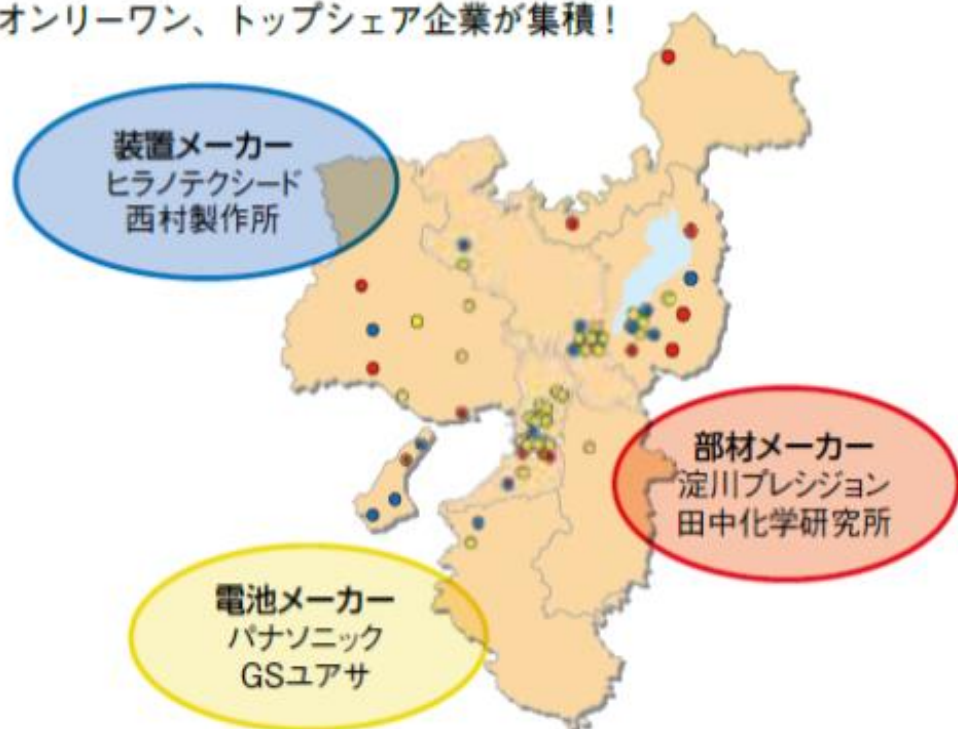 オンリーワン、トップシェア企業が集積！
装置メーカー
ヒラノテクシード
西村製作所
部材メーカー
淀川プレシジョン
田中化学研究所
電池メーカー
パナソニック
GSユアサ